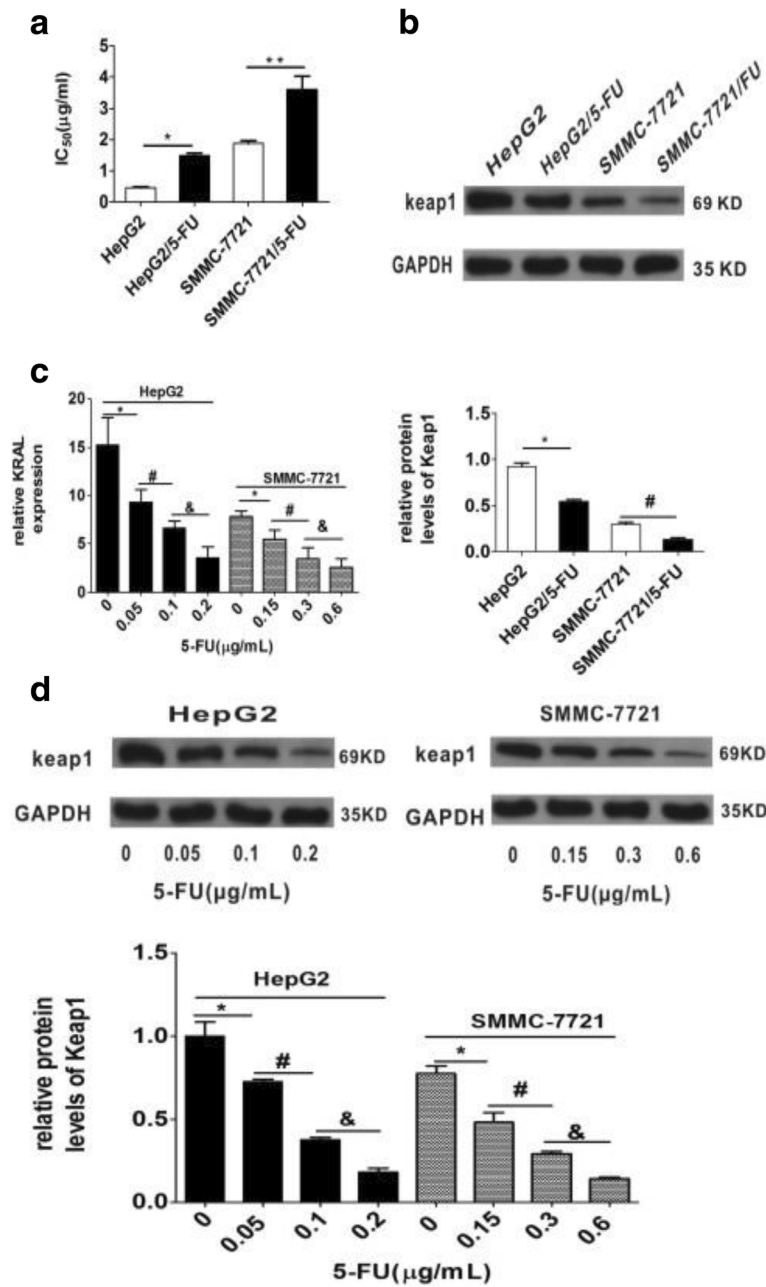 a
IC50(μg/ml)
5
4
3
2
1
0
*
**
HepG2
HepG2/5-FU
SMMC-7721
SMMC-7721/5-FU
b
HepG2
HepG2/5-FU
SMMC-7721
SMMC-7721/FU
keap1
69 KD
GAPDH
35 KD
c
relative KRAL
expression
20
15
10
5
0
HepG2
*
#
&
SMMC-7721
*
#
&
0
0.05
0.1
0.2
0
0.15
0.3
0.6
5-FU(μg/mL)
relative protein
levels of Keap1
1.5
1.0
0.5
0.0
*
#
HepG2
HepG2/5-FU
SMMC-7721
SMMC-7721/5-FU
d
HepG2
keap1
69KD
GAPDH
35KD
0 0.05 0.1 0.2
5-FU(μg/mL)
SMMC-7721
keap1
69KD
GAPDH
35KD
0 0.15 0.3 0.6
5-FU(μg/mL)
relative protein
levels of Keap1
1.5
1.0
0.5
0.0
HepG2
*
#
&
SMMC-7721
*
#
&
0
0.05
0.1
0.2
0
0.15
0.3
0.6
5-FU(μg/mL)